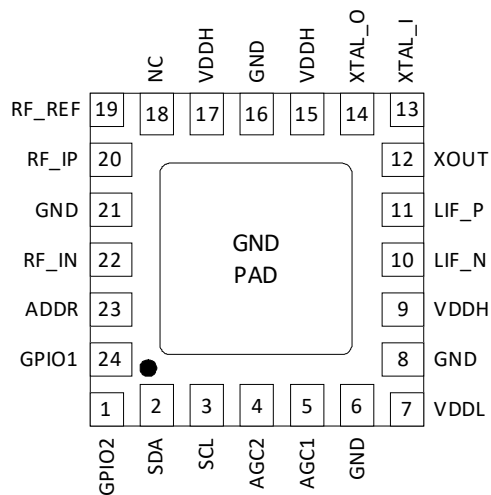 NC
VDDH
GND
VDDH
XTAL_O
XTAL_I
RF_REF 19 18 17 16 15 14 13
RF_IP 20 12 XOUT
GND 21 11 LIF_P
RF_IN 22 10 LIF_N
GND
PAD
ADDR 23 9 VDDH
GPIO1 24 8 GND
1 2 3 4 5 6 7 VDDL
GPIO2
SDA
SCL
AGC2
AGC1
GND